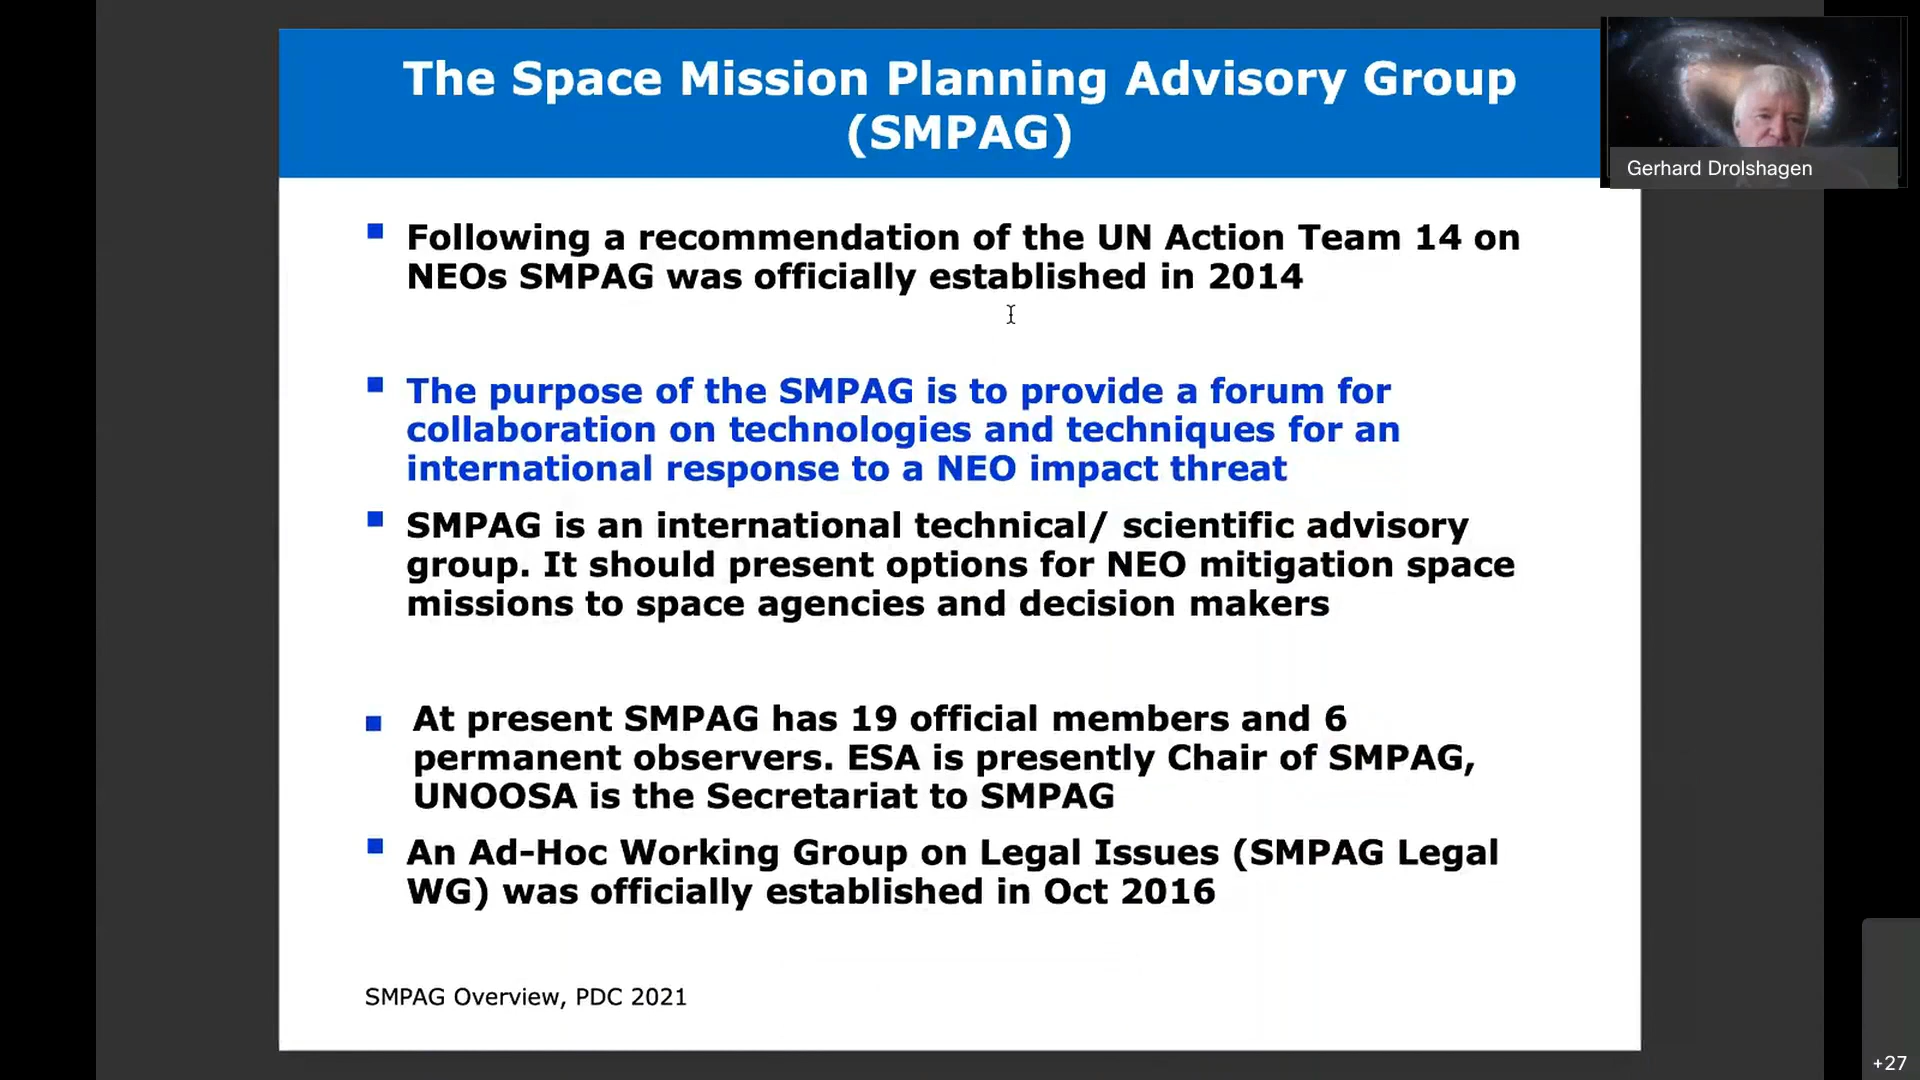 The Space Mission Planning Advisory Group
(SMPAG)
Gerhard Drolshagen
Following a recommendation of the UN Action Team 14 on
NEOs SMPAG was officially established in 2014
The purpose of the SMPAG is to provide a forum for
collaboration on technologies and techniques for an
international response to a NEO impact threat
SMPAG is an international technical/ scientific advisory
group. It should present options for NEO mitigation space
missions to space agencies and decision makers
At present SMPAG has 19 official members and 6
permanent observers. ESA is presently Chair of SMPAG,
UNOOSA is the Secretariat to SMPAG
An Ad-Hoc Working Group on Legal Issues (SMPAG Legal
WG) was officially established in Oct 2016
SMPAG Overview, PDC 2021
+27